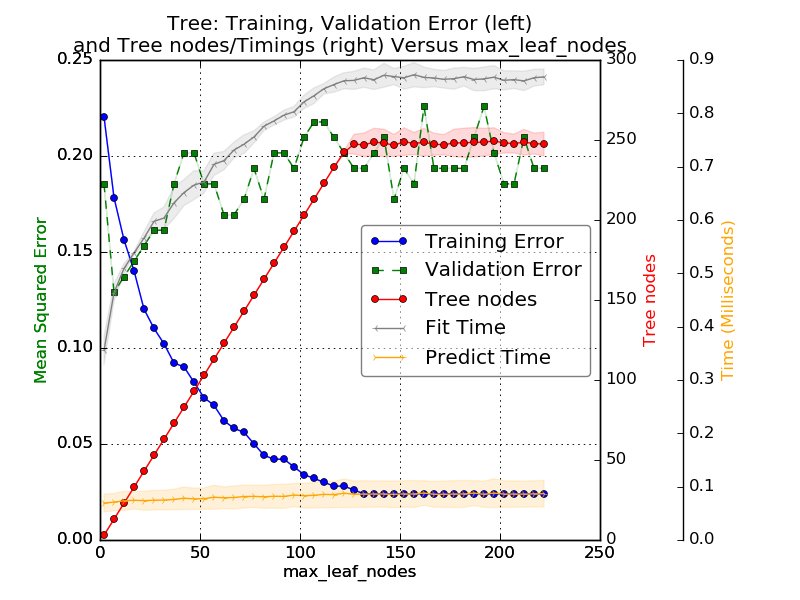 Tree: Training, Validation Error (left)
and Tree nodes/Timings (right) Versus max_leaf_nodes
Mean Squared Error
0.25
0.20
0.15
0.10
0.05
0.00
0
50
100
150
200
250
max_leaf_nodes
Training Error
Validation Error
Tree nodes
Fit Time
Predict Time
300
250
200
150
100
50
0
Tree nodes
0.9
0.8
0.7
0.6
0.5
0.4
0.3
0.2
0.1
0.0
Time (Milliseconds)